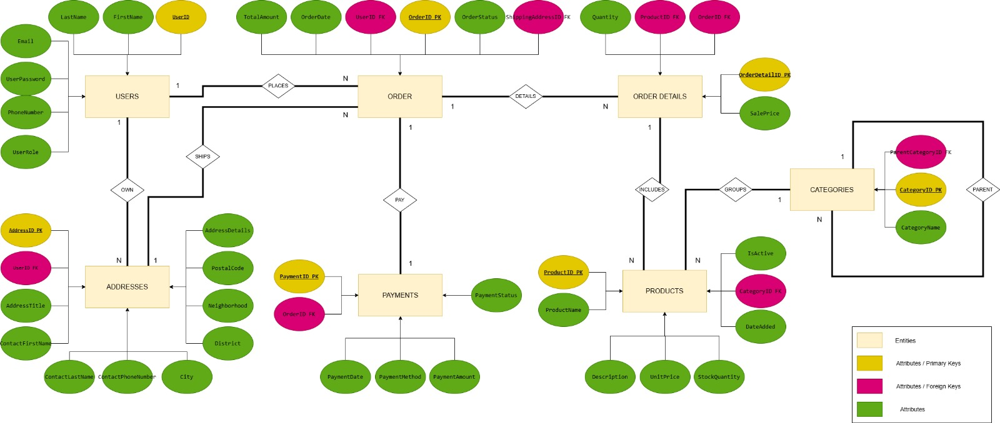 LastName
FirstName
UserID
TotalAmount
OrderDate
UserID FK
OrderID PK
OrderStatus
ShippingAddressID FK
Quantity
ProductID FK
OrderID FK
Email
UserPassword
PhoneNumber
UserRole
USERS
1
PLACES
N
ORDER
1
DETAILS
N
ORDER DETAILS
OrderDetailID PK
SalePrice
1
N
1
1
SHIPS
OWN
PAY
INCLUDES
GROUPS
1
1
CATEGORIES
N
PARENT
ParentCategoryID FK
CategoryID PK
CategoryName
AddressID PK
UserID FK
AddressTitle
ContactFirstName
N
1
ADDRESSES
AddressDetails
PostalCode
Neighborhood
District
ContactLastName
ContactPhoneNumber
City
PaymentID PK
OrderID FK
1
PAYMENTS
PaymentStatus
PaymentDate
PaymentMethod
PaymentAmount
ProductID PK
ProductName
N
N
PRODUCTS
IsActive
CategoryID FK
DateAdded
Description
UnitPrice
StockQuantity
Entities
Attributes / Primary Keys
Attributes / Foreign Keys
Attributes